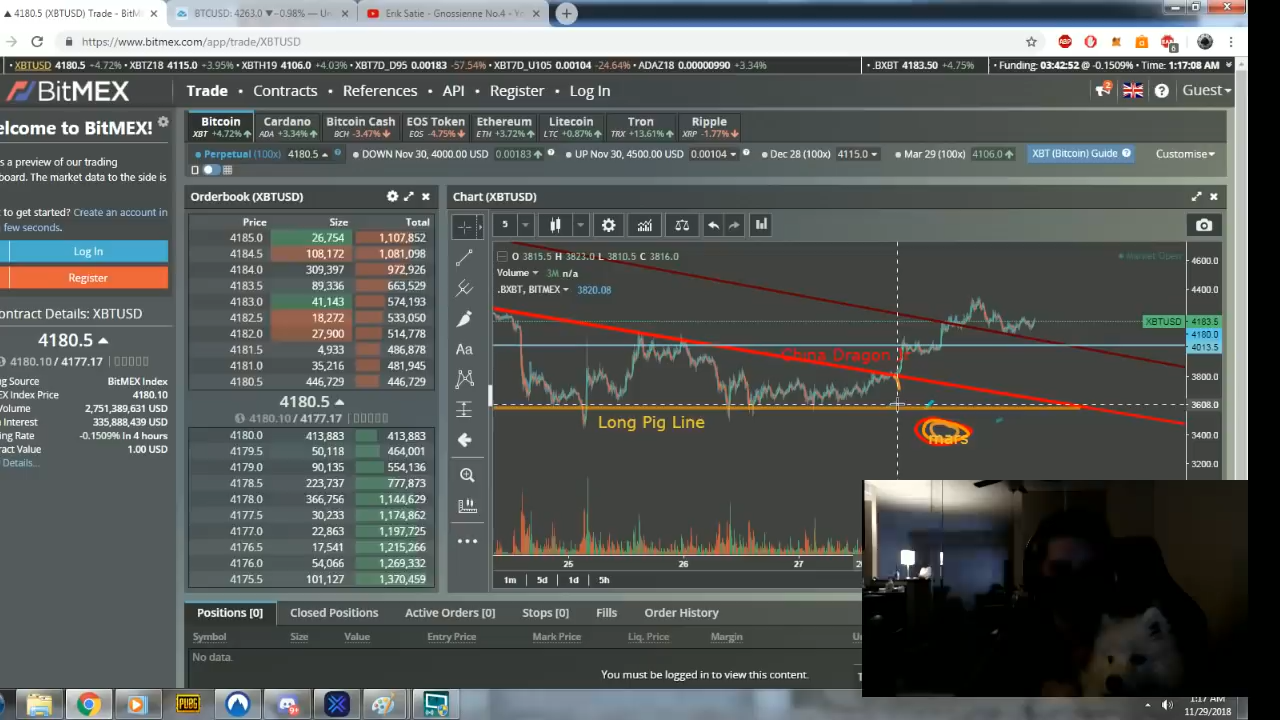 4180.5 (XBTUSD) Trade - BitM
BTCUSD: 4263.0 ▼ -0.98% — Un
Erik Satie - Gnossienne No.4 - Y
https://www.bitmex.com/app/trade/XBTUSD
XBTUSD 4180.5 +4.72% • XBTZ18 4115.0 +3.95% • XBTH19 4106.0 +4.03% • XBT7D_D95 0.00183 -57.54% • XBT7D_U105 0.00104 -24.64% • ADAZ18 0.00000990 +3.34%
.BXBT 4183.50 +4.75%
Funding: 03:42:52 @ -0.1509% • Time: 1:17:08 AM
BitMEX
Trade
Contracts
References
API
Register
Log In
Guest
Bitcoin
XBT +4.72%
Cardano
ADA +3.34%
Bitcoin Cash
BCH -3.47%
EOS Token
EOS -4.75%
Ethereum
ETH +3.72%
Litecoin
LTC +0.87%
Tron
TRX +13.61%
Ripple
XRP -1.77%
Perpetual (100x) 4180.5
DOWN Nov 30, 4000.00 USD 0.00183
UP Nov 30, 4500.00 USD 0.00104
Dec 28 (100x) 4115.0
Mar 29 (100x) 4106.0
XBT (Bitcoin) Guide
Customise
elcome to BitMEX!
s a preview of our trading
board. The market data to the side is
t to get started? Create an account in
few seconds.
Log In
Register
ontract Details: XBTUSD
4180.5
4180.10 / 4177.17
ing Source BitMEX Index
MEX Index Price 4180.10
Volume 2,751,389,631 USD
n Interest 335,888,439 USD
ing Rate -0.1509% In 4 hours
ract Value 1.00 USD
Details...
Orderbook (XBTUSD)
Price Size Total
4185.0 26,754 1,107,852
4184.5 108,172 1,081,098
4184.0 309,397 972,926
4183.5 89,336 663,529
4183.0 41,143 574,193
4182.5 18,272 533,050
4182.0 27,900 514,778
4181.5 4,933 486,878
4181.0 35,216 481,945
4180.5 446,729 446,729
4180.5
4180.10 / 4177.17
4180.0 413,883 413,883
4179.5 50,118 464,001
4179.0 90,135 554,136
4178.5 223,737 777,873
4178.0 366,756 1,144,629
4177.5 30,233 1,174,862
4177.0 22,863 1,197,725
4176.5 17,541 1,215,266
4176.0 54,066 1,269,332
4175.5 101,127 1,370,459
Chart (XBTUSD)
5
O 3815.5 H 3823.0 L 3810.5 C 3816.0
Volume 3M n/a
.BXBT, BITMEX 3820.08
Market Open
Aa
China Dragon
Long Pig Line
mars
4600.0
4400.0
XBTUSD 4183.5
4180.0
4013.5
3800.0
3608.0
3400.0
3200.0
25
26
27
1m
5d
1d
5h
Positions [0]
Closed Positions
Active Orders [0]
Stops [0]
Fills
Order History
Symbol
Size
Value
Entry Price
Mark Price
Liq. Price
Margin
No data.
You must be logged in to view this content.
PUBG
1:17 AM
11/29/2018